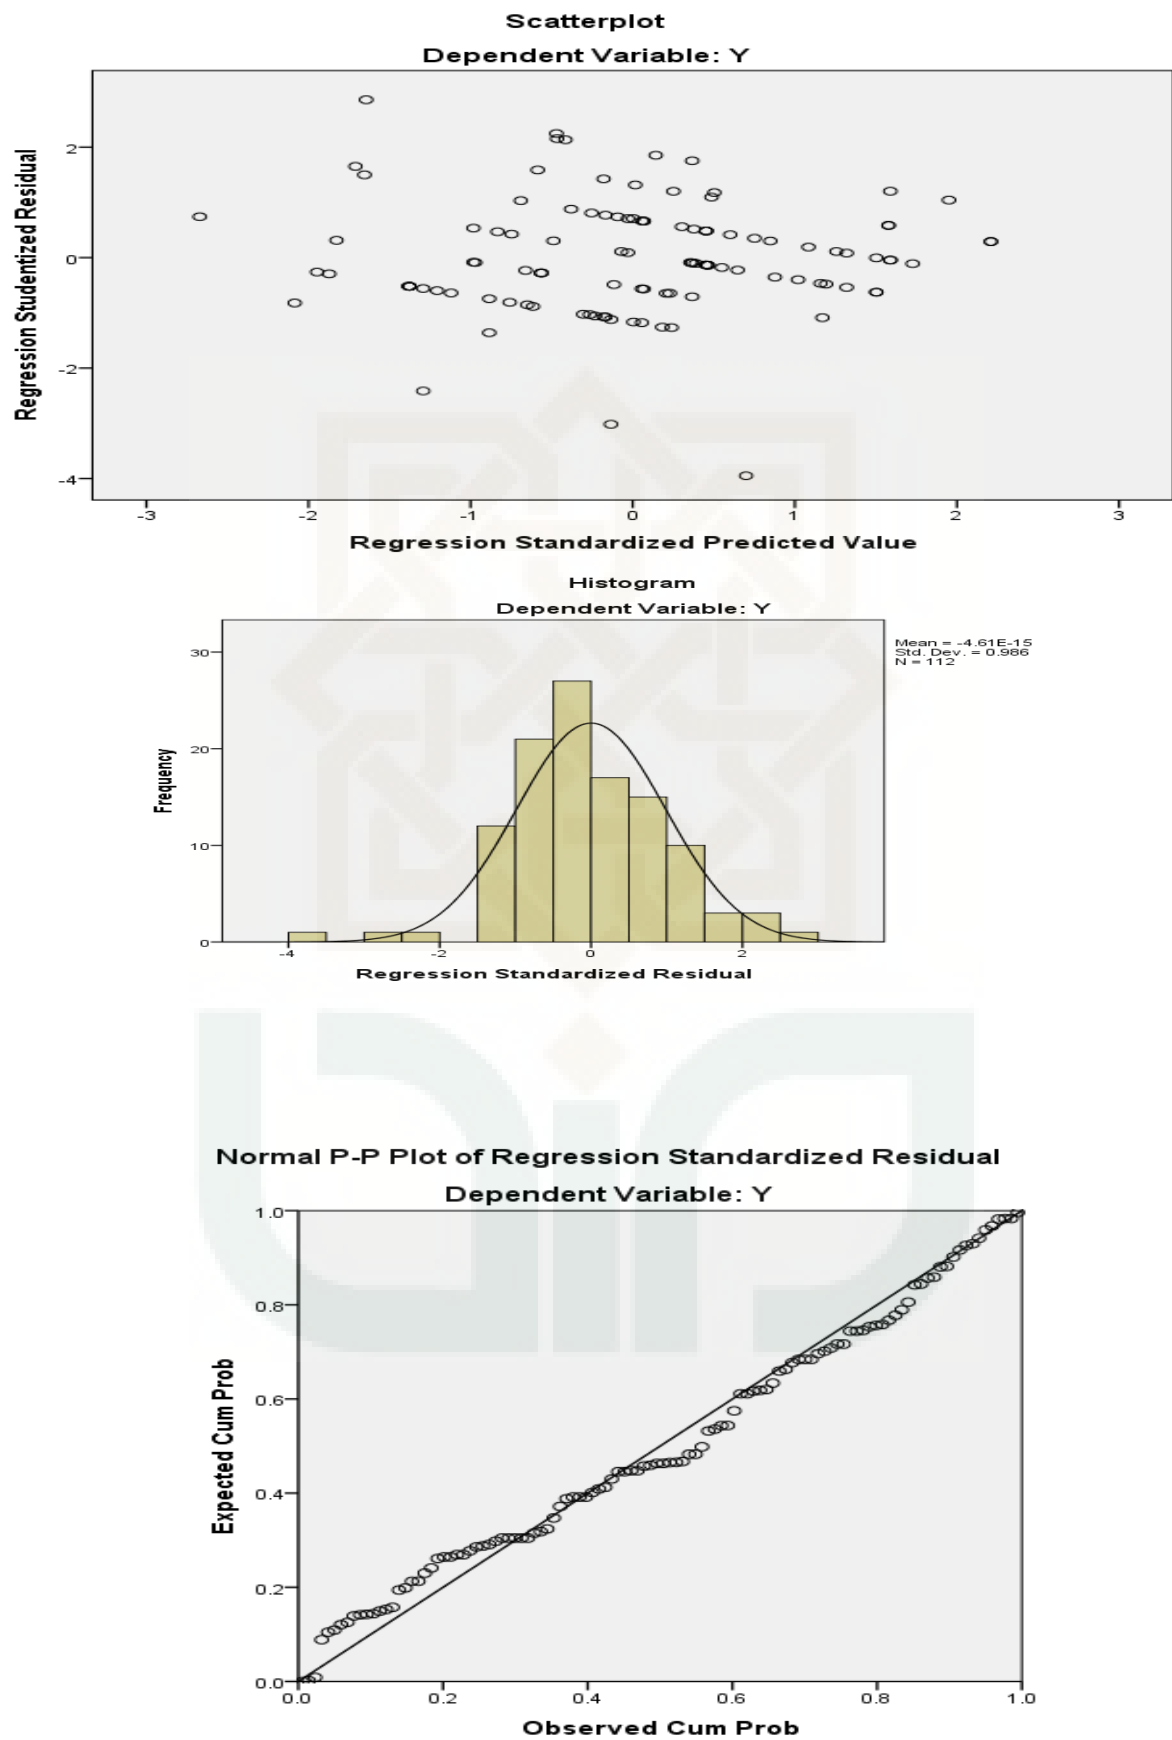 Scatterplot
Dependent Variable: Y
Regression Studentized Residual
2
0
-2
-4
-3
-2
-1
0
1
2
3
Regression Standardized Predicted Value
Histogram
Dependent Variable: Y
Mean = -4.61E-15
Std. Dev. = 0.986
N = 112
Frequency
30
20
10
0
-4
-2
0
2
Regression Standardized Residual
Normal P-P Plot of Regression Standardized Residual
Dependent Variable: Y
Expected Cum Prob
1.0
0.8
0.6
0.4
0.2
0.0
0.0
0.2
0.4
0.6
0.8
1.0
Observed Cum Prob